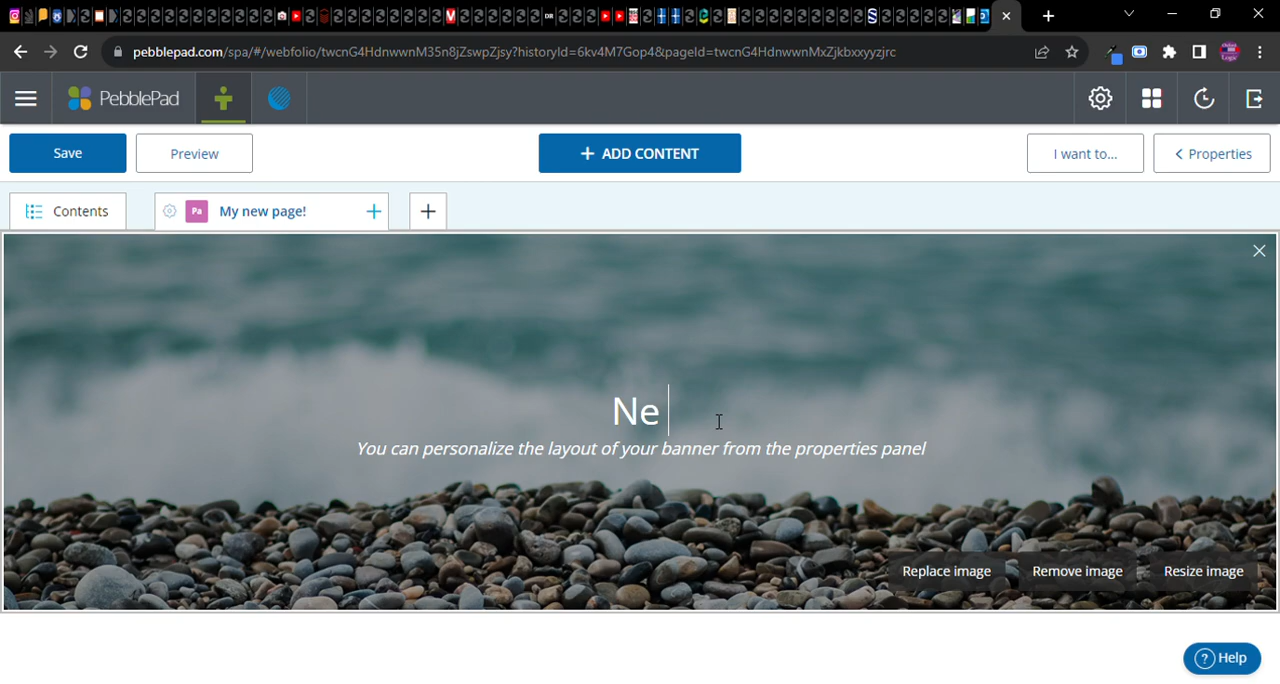 pebblepad.com/spa/#/webfolio/twcnG4HdnwwnM35n8jZswpZjsy?historyId=6kv4M7Gop4&pageId=twcnG4HdnwwnMxZjkbxxyyzjrc
PebblePad
Save
Preview
+ ADD CONTENT
I want to...
< Properties
Contents
Pa
My new page!
+
+
Ne
You can personalize the layout of your banner from the properties panel
Replace image
Remove image
Resize image
? Help